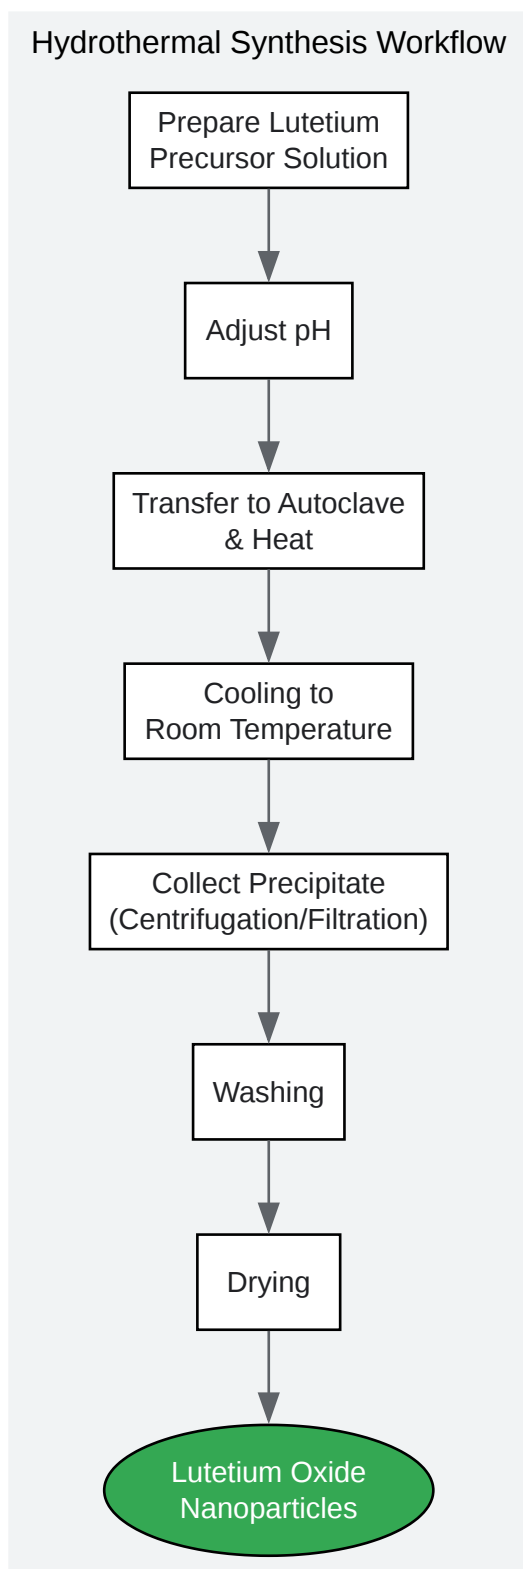 Hydrothermal Synthesis Workflow
Prepare Lutetium
Precursor Solution
Adjust pH
Transfer to Autoclave
& Heat
Cooling to
Room Temperature
Collect Precipitate
(Centrifugation/Filtration)
Washing
Drying
Lutetium Oxide
Nanoparticles